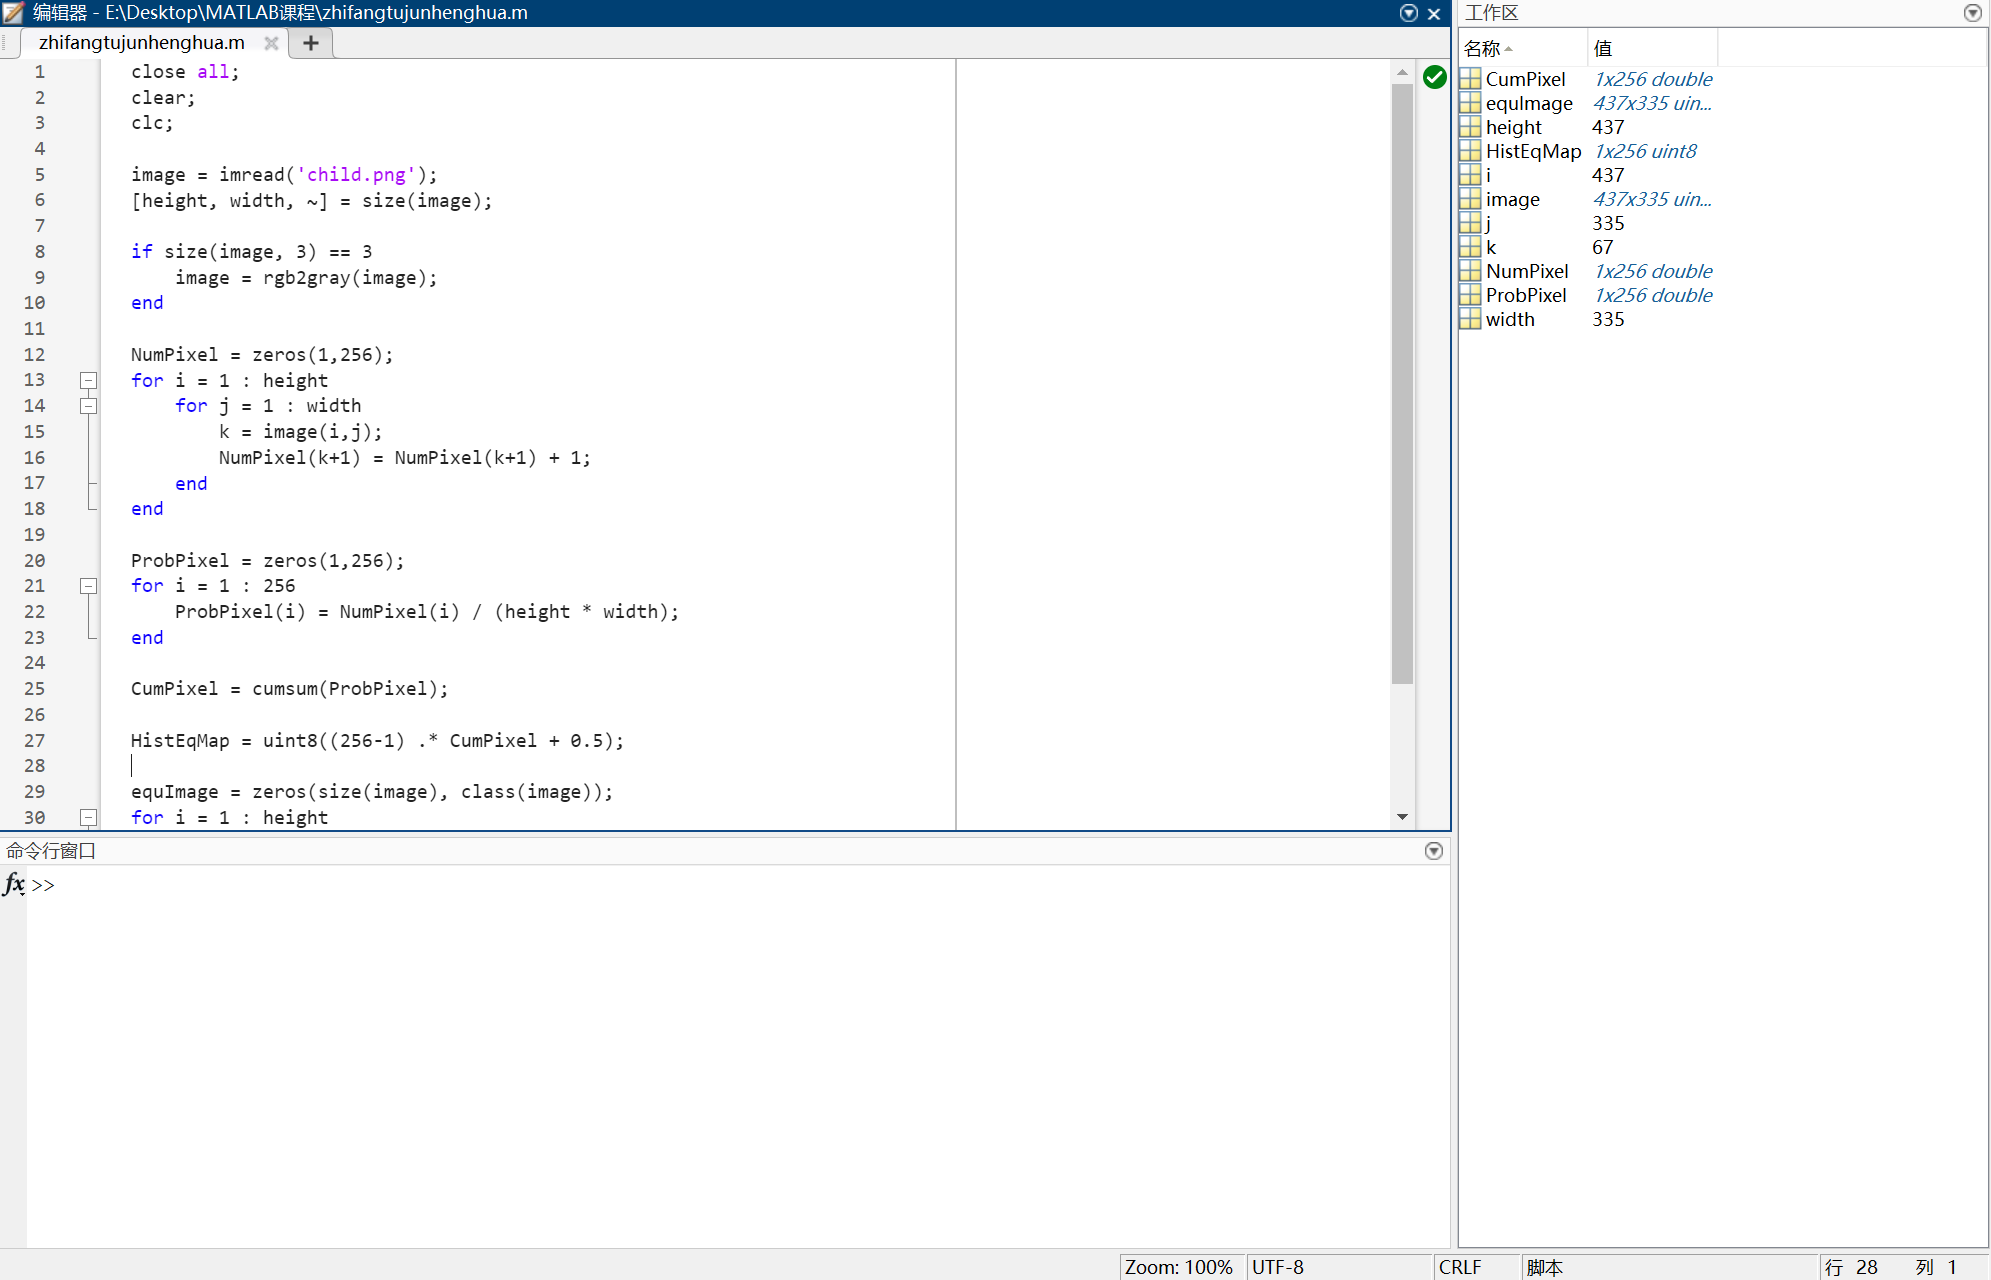 编辑器 - E:\Desktop\MATLAB课程\zhifangtujunhenghua.m
zhifangtujunhenghua.m
1 close all;
2 clear;
3 clc;
4
5 image = imread('child.png');
6 [height, width, ~] = size(image);
7
8 if size(image, 3) == 3
9 image = rgb2gray(image);
10 end
11
12 NumPixel = zeros(1,256);
13 for i = 1 : height
14 for j = 1 : width
15 k = image(i,j);
16 NumPixel(k+1) = NumPixel(k+1) + 1;
17 end
18 end
19
20 ProbPixel = zeros(1,256);
21 for i = 1 : 256
22 ProbPixel(i) = NumPixel(i) / (height * width);
23 end
24
25 CumPixel = cumsum(ProbPixel);
26
27 HistEqMap = uint8((256-1) .* CumPixel + 0.5);
28
29 equImage = zeros(size(image), class(image));
30 for i = 1 : height
命令行窗口
fx >>
工作区
名称 值
CumPixel 1x256 double
equImage 437x335 uin...
height 437
HistEqMap 1x256 uint8
i 437
image 437x335 uin...
j 335
k 67
NumPixel 1x256 double
ProbPixel 1x256 double
width 335
Zoom: 100% UTF-8 CRLF 脚本 行 28 列 1